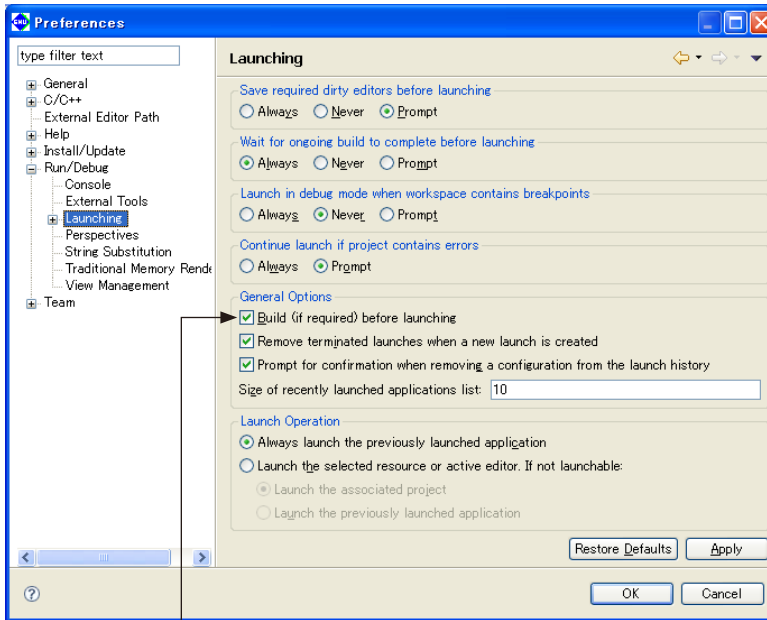 Preferences
type filter text
General
C/C++
External Editor Path
Help
Install/Update
Run/Debug
Console
External Tools
Launching
Perspectives
String Substitution
Traditional Memory Rende
View Management
Team
Launching
Save required dirty editors before launching
Always Never Prompt
Wait for ongoing build to complete before launching
Always Never Prompt
Launch in debug mode when workspace contains breakpoints
Always Never Prompt
Continue launch if project contains errors
Always Prompt
General Options
Build (if required) before launching
Remove terminated launches when a new launch is created
Prompt for confirmation when removing a configuration from the launch history
Size of recently launched applications list: 10
Launch Operation
Always launch the previously launched application
Launch the selected resource or active editor. If not launchable:
Launch the associated project
Launch the previously launched application
Restore Defaults Apply
OK Cancel